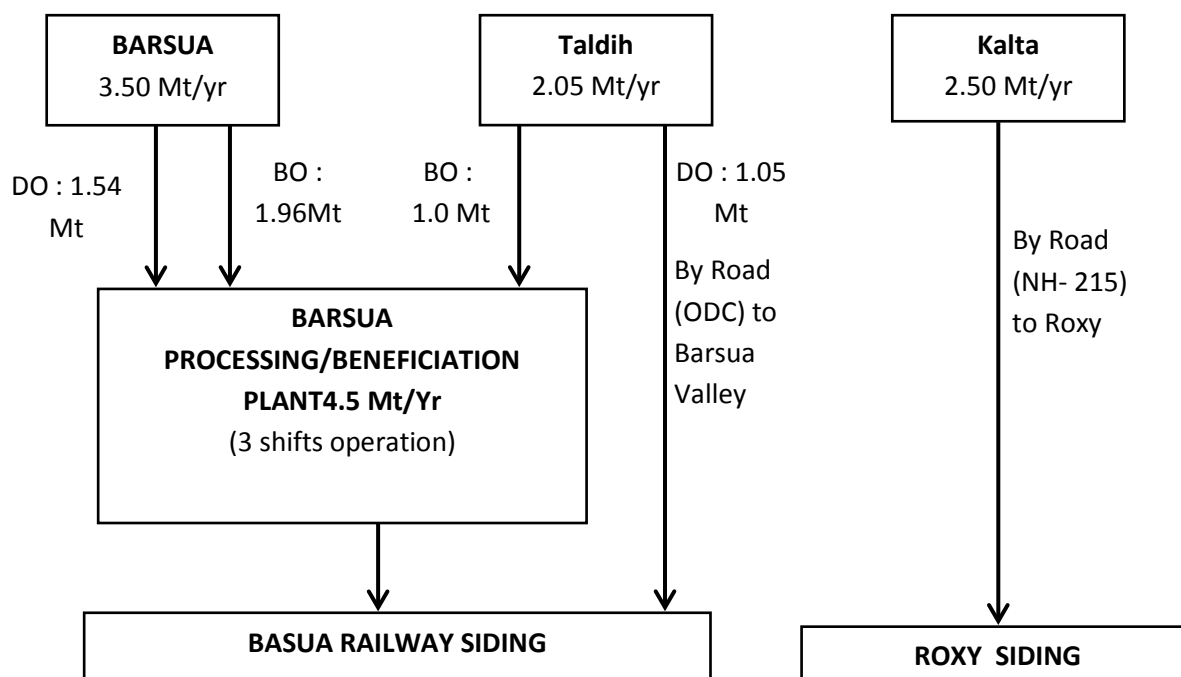 BARSUA
3.50 Mt/yr
Taldih
2.05 Mt/yr
Kalta
2.50 Mt/yr
DO : 1.54
Mt
BO :
1.96Mt
BO :
1.0 Mt
DO : 1.05
Mt
By Road
(ODC) to
Barsua
Valley
By Road
(NH- 215)
to Roxy
BARSUA
PROCESSING/BENEFICIATION
PLANT4.5 Mt/Yr
(3 shifts operation)
BASUA RAILWAY SIDING
ROXY SIDING